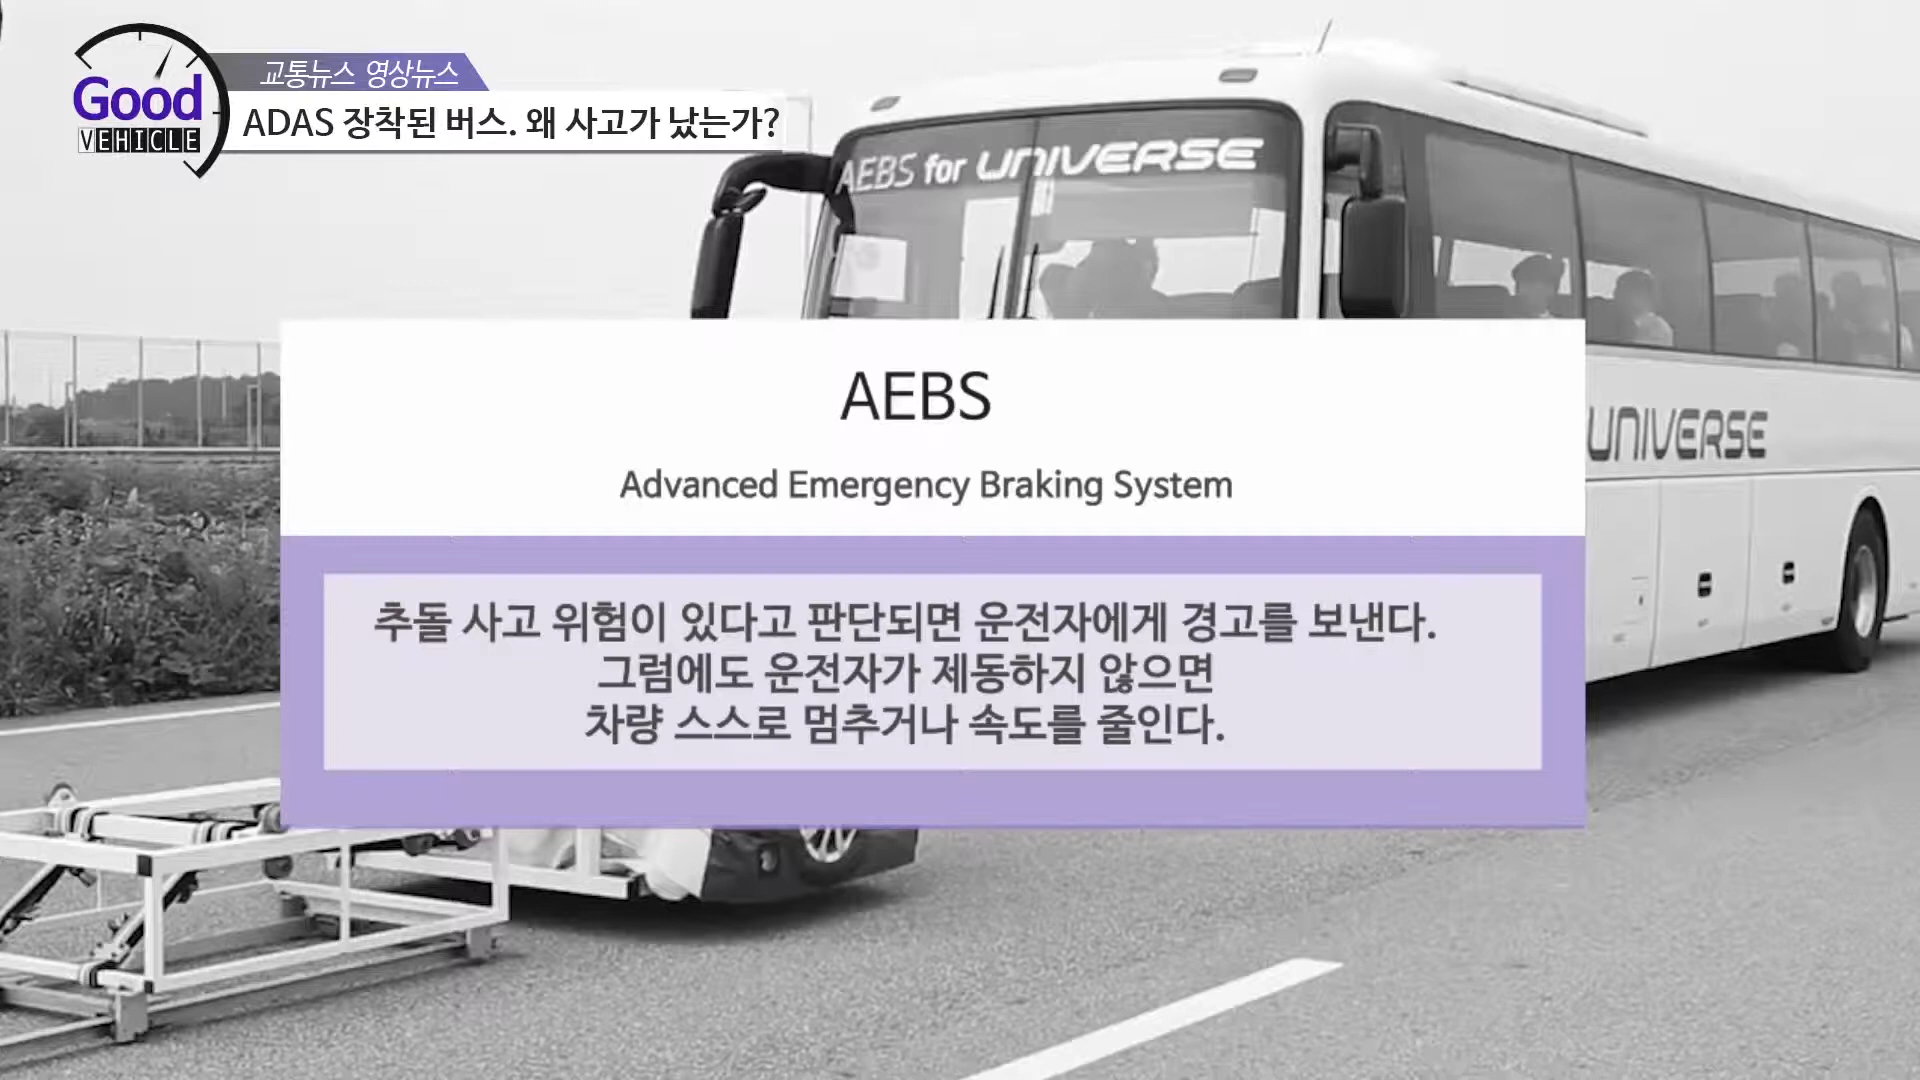 Good
VEHICLE
교통뉴스 영상뉴스
ADAS 장착된 버스. 왜 사고가 났는가?
AEBS for UNIVERSE
UNIVERSE
AEBS
Advanced Emergency Braking System
추돌 사고 위험이 있다고 판단되면 운전자에게 경고를 보낸다.
그럼에도 운전자가 제동하지 않으면
차량 스스로 멈추거나 속도를 줄인다.